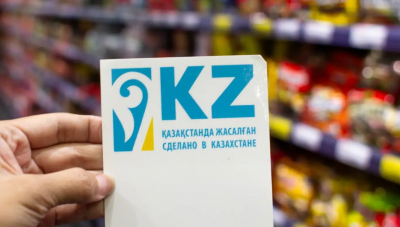 KZ
ҚАЗАҚСТАНДА ЖАСАЛҒАН
СДЕЛАНО В КАЗАХСТАНЕ